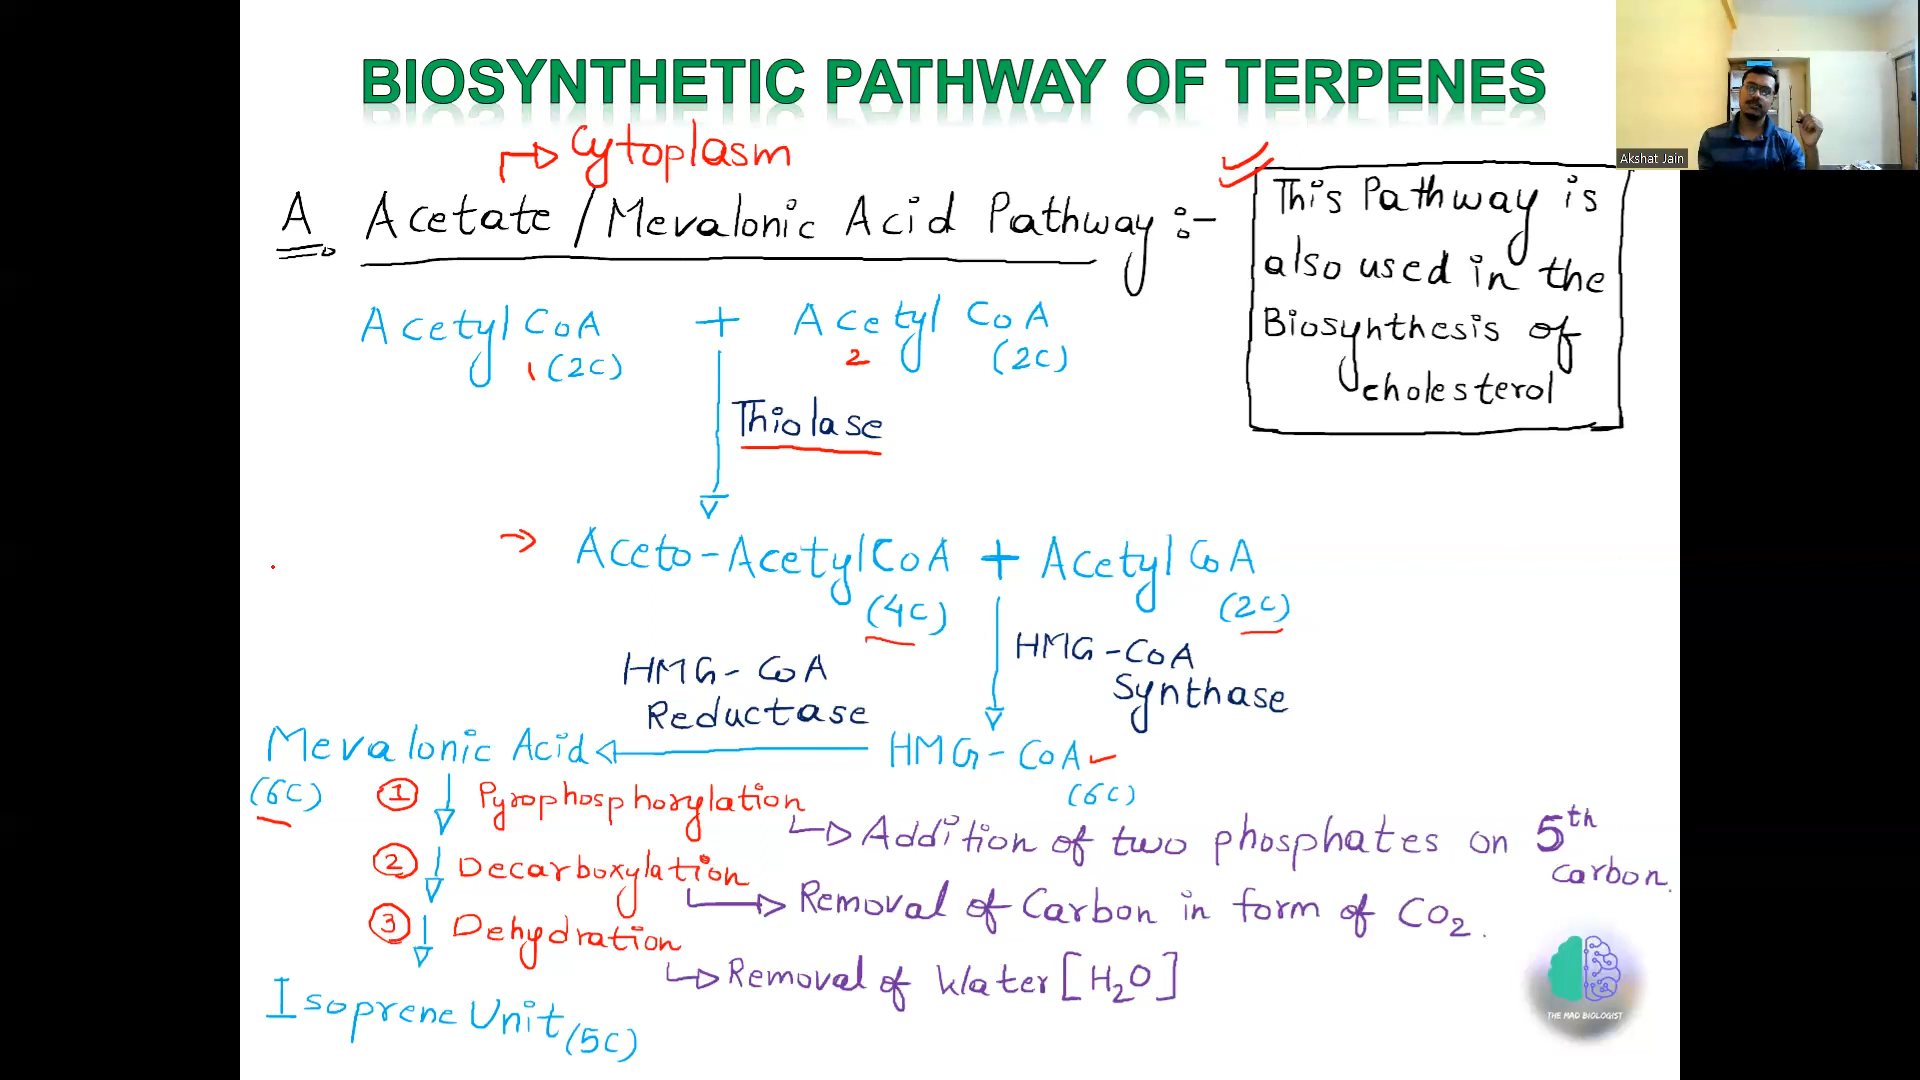 BIOSYNTHETIC PATHWAY OF TERPENES
Akshat Jain
Cytoplasm
A. Acetate/Mevalonic Acid Pathway :-
This Pathway is
also used in the
Biosynthesis of
cholesterol
Acetyl CoA + Acetyl CoA
1 (2C) 2 (2C)
Thiolase
Aceto-Acetyl CoA + Acetyl CoA
(4C) (2C)
HMG-CoA
Synthase
HMG-CoA
Reductase
Mevalonic Acid HMG-CoA
(6C) (6C)
1 Pyrophosphorylation
Addition of two phosphates on 5th
carbon.
2 Decarboxylation
Removal of Carbon in form of CO2.
3 Dehydration
Removal of Water [H2O]
Isoprene Unit (5C)
THE MAD BIOLOGIST